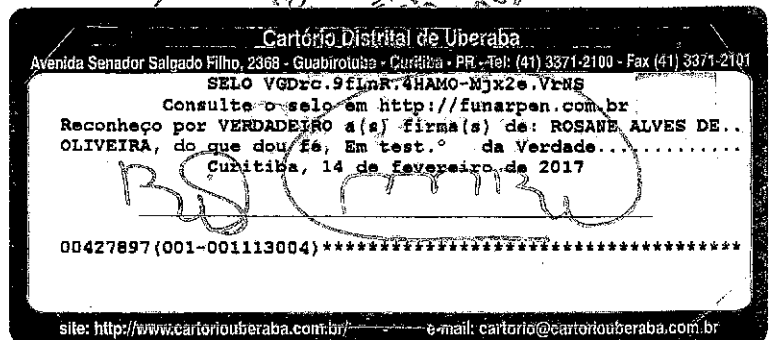 Cartório Distrital de Uberaba
Avenida Senador Salgado Filho, 2368 - Guabirotuba - Curitiba - PR - Tel: (41) 3371-2100 - Fax (41) 3371-2101
SELO VGDrc.9fLnR.4HAMO-Njx2e.VrNS
Consulte o selo em http://funarpen.com.br
Reconheço por VERDADEIRO a(s) firma(s) de: ROSANE ALVES DE..
OLIVEIRA, do que dou fé, Em test.º da Verdade.............
Curitiba, 14 de fevereiro de 2017
00427897(001-001113004)*************************************
site: http://www.cartoriouberaba.com.br/ e-mail: cartorio@cartoriouberaba.com.br